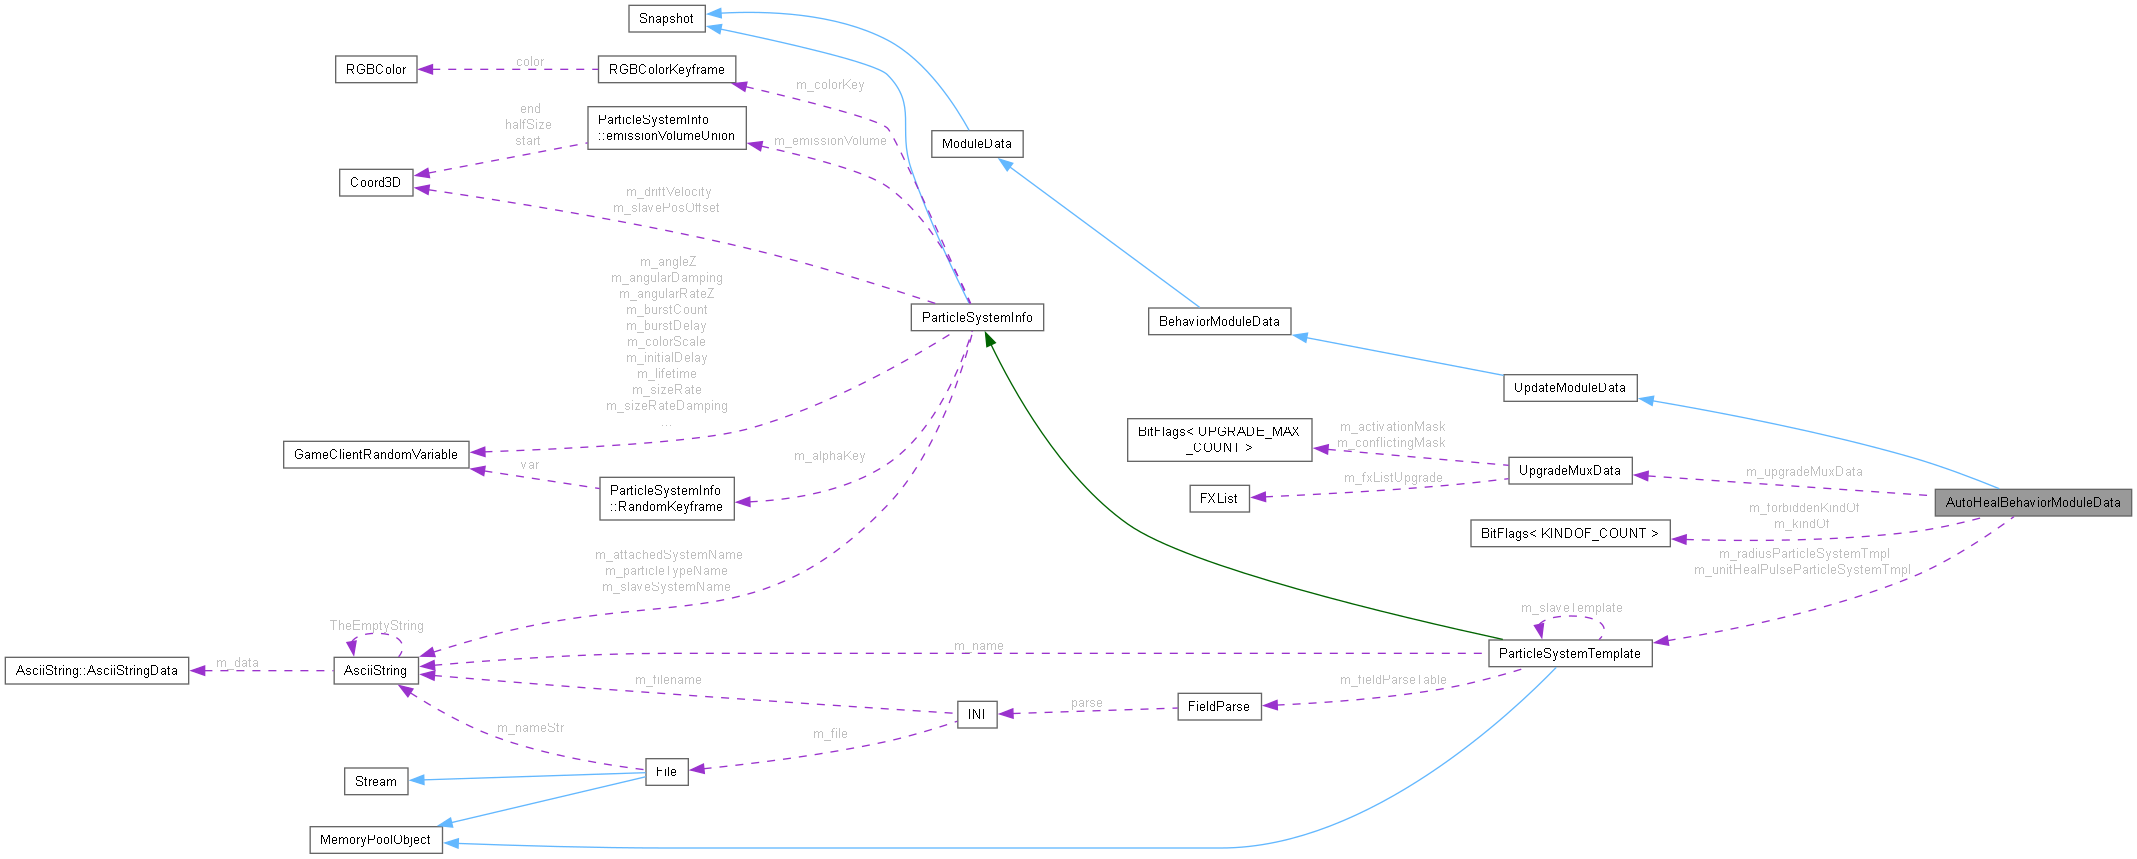 Snapshot
RGBColor
color
RGBColorKeyframe
m_colorKey
end
halfSize
start
ParticleSystemInfo
::emissionVolumeUnion
m_emissionVolume
ModuleData
Coord3D
m_driftVelocity
m_slavePosOffset
m_angleZ
m_angularDamping
m_angularRateZ
m_burstCount
m_burstDelay
m_colorScale
m_initialDelay
m_lifetime
m_sizeRate
m_sizeRateDamping
...
ParticleSystemInfo
BehaviorModuleData
UpdateModuleData
GameClientRandomVariable
var
ParticleSystemInfo
::RandomKeyframe
m_alphaKey
BitFlags< UPGRADE_MAX
_COUNT >
m_activationMask
m_conflictingMask
FXList
m_fxListUpgrade
UpgradeMuxData
m_upgradeMuxData
AutoHealBehaviorModuleData
BitFlags< KINDOF_COUNT >
m_forbiddenKindOf
m_kindOf
m_radiusParticleSystemTmpl
m_unitHealPulseParticleSystemTmpl
m_attachedSystemName
m_particleTypeName
m_slaveSystemName
TheEmptyString
AsciiString::AsciiStringData
m_data
AsciiString
m_name
m_slaveTemplate
ParticleSystemTemplate
m_filename
INI
parse
FieldParse
m_fieldParseTable
m_nameStr
m_file
File
Stream
MemoryPoolObject